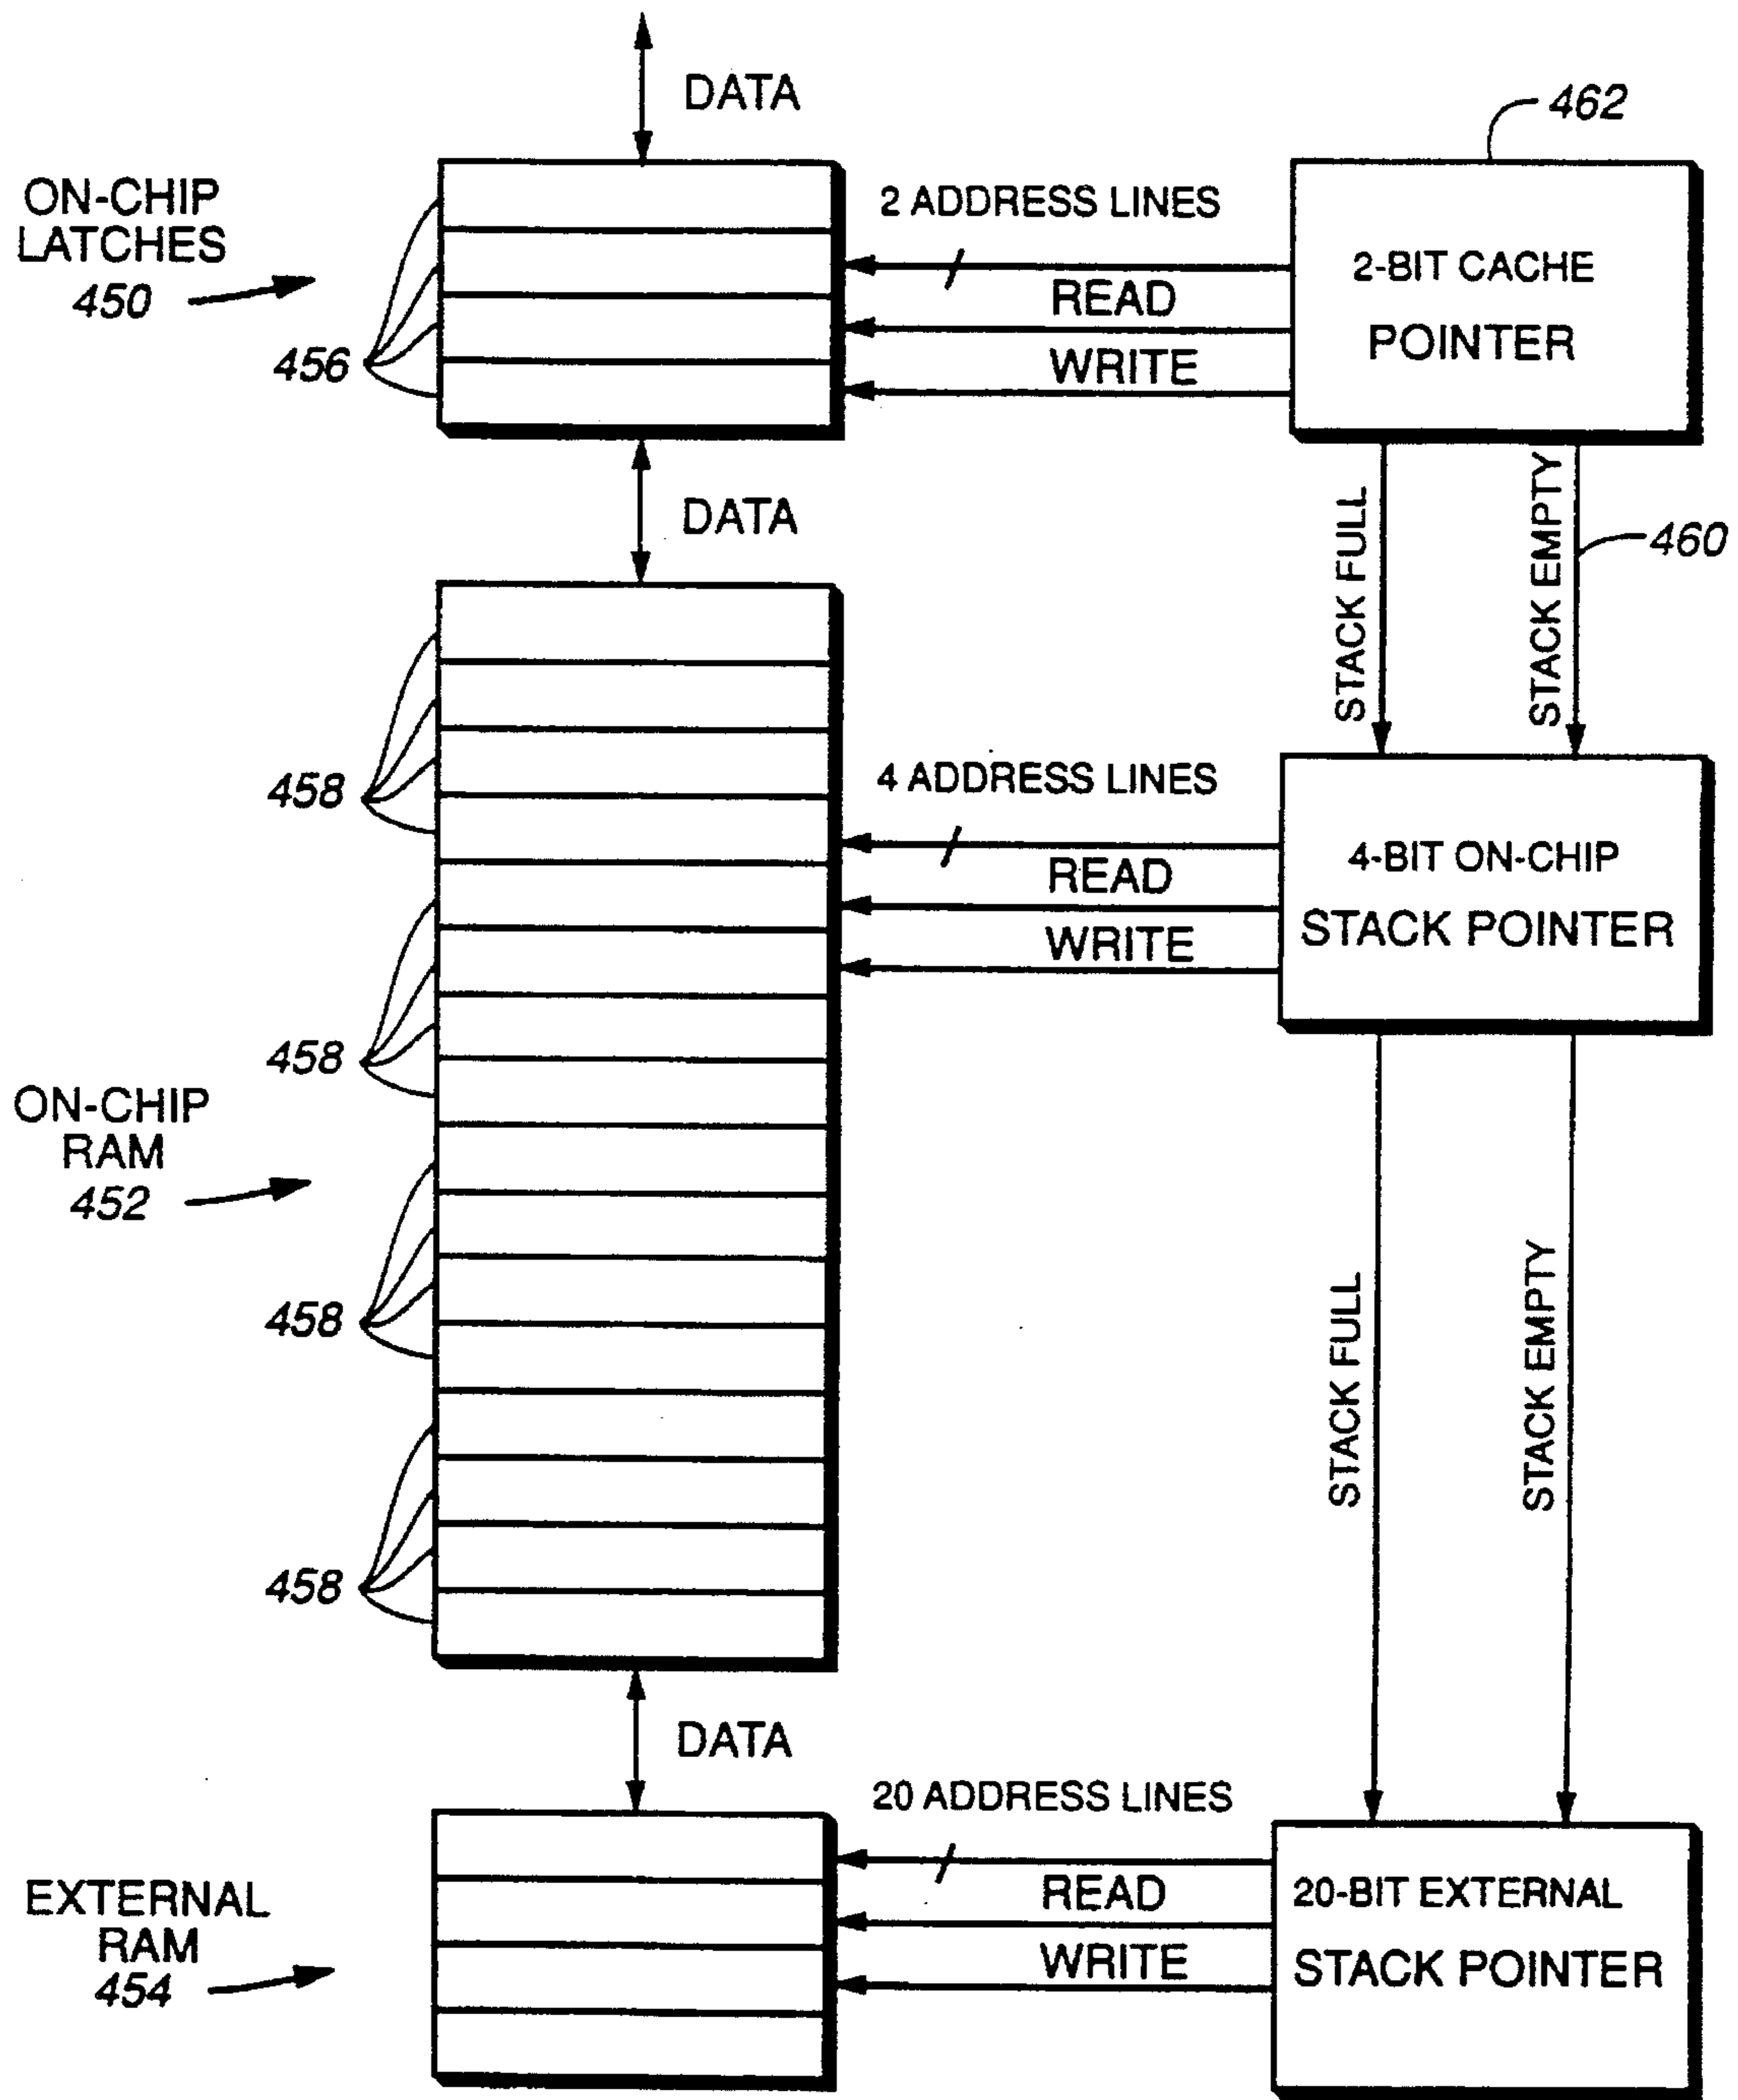 DATA
462
ON-CHIP
LATCHES
450
2 ADDRESS LINES
READ
WRITE
2-BIT CACHE
POINTER
456
DATA
STACK FULL
STACK EMPTY
460
458
4 ADDRESS LINES
READ
WRITE
4-BIT ON-CHIP
STACK POINTER
458
ON-CHIP
RAM
452
458
STACK FULL
STACK EMPTY
458
DATA
20 ADDRESS LINES
READ
WRITE
20-BIT EXTERNAL
STACK POINTER
EXTERNAL
RAM
454